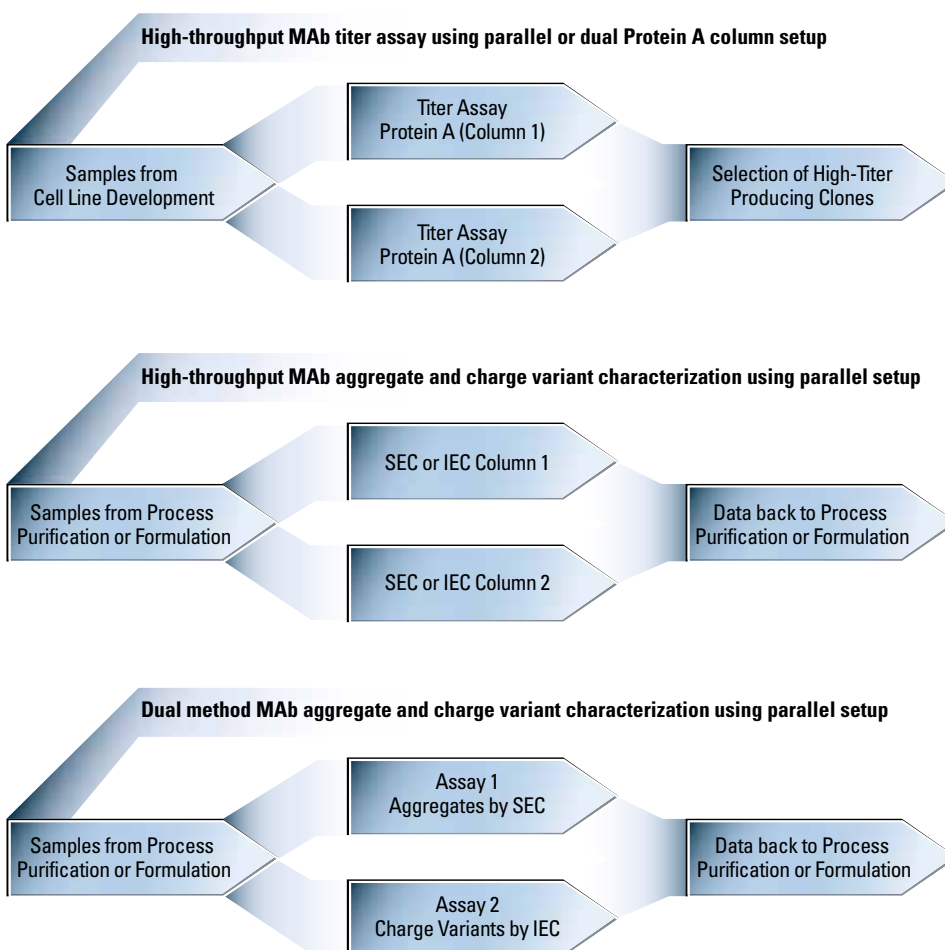 High-throughput MAb titer assay using parallel or dual Protein A column setup
Samples from
Cell Line Development
Titer Assay
Protein A (Column 1)
Titer Assay
Protein A (Column 2)
Selection of High-Titer
Producing Clones
High-throughput MAb aggregate and charge variant characterization using parallel setup
Samples from Process
Purification or Formulation
SEC or IEC Column 1
SEC or IEC Column 2
Data back to Process
Purification or Formulation
Dual method MAb aggregate and charge variant characterization using parallel setup
Samples from Process
Purification or Formulation
Assay 1
Aggregates by SEC
Assay 2
Charge Variants by IEC
Data back to Process
Purification or Formulation